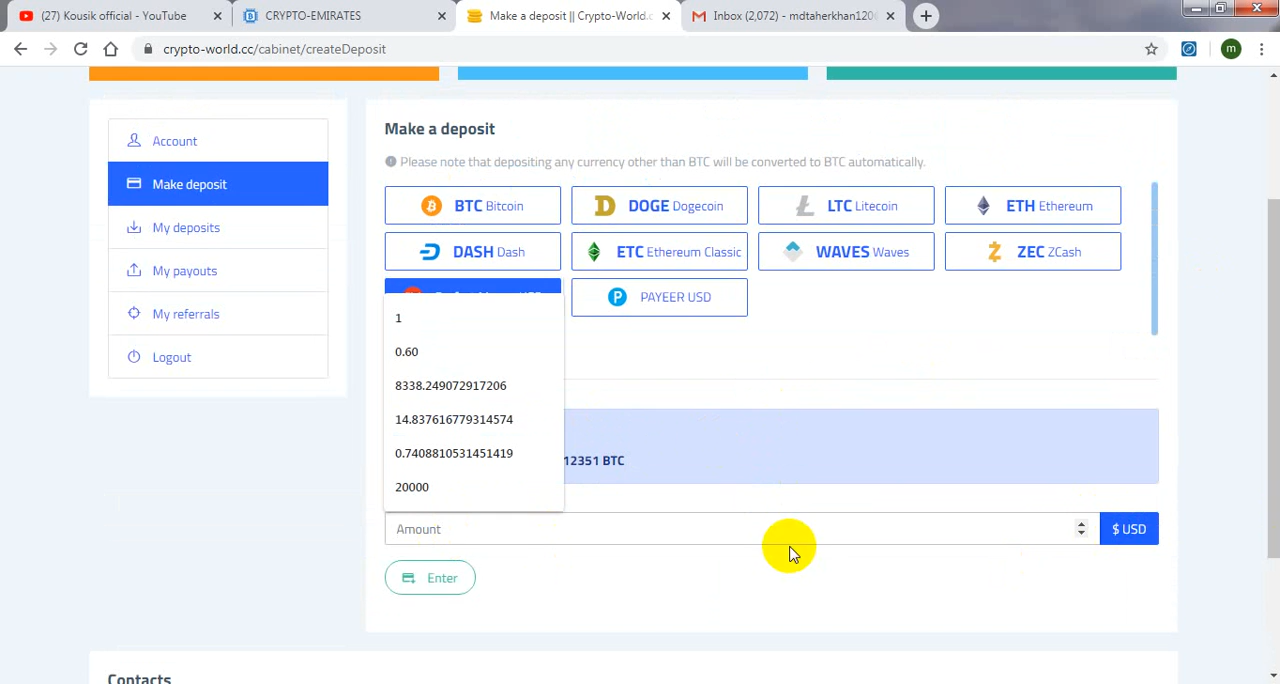 (27) Kousik official - YouTube
CRYPTO-EMIRATES
Make a deposit || Crypto-World.c
Inbox (2,072) - mdtaherkhan120
crypto-world.cc/cabinet/createDeposit
m
Account
Make deposit
My deposits
My payouts
My referrals
Logout
Make a deposit
Please note that depositing any currency other than BTC will be converted to BTC automatically.
BTC Bitcoin
DOGE Dogecoin
LTC Litecoin
ETH Ethereum
DASH Dash
ETC Ethereum Classic
WAVES Waves
ZEC ZCash
PAYEER USD
1
0.60
8338.249072917206
14.837616779314574
0.7408810531451419
20000
12351 BTC
Amount
$ USD
Enter
Contacts